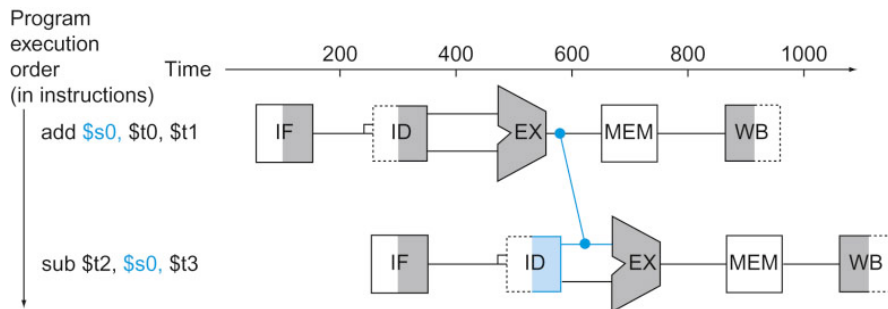 Program
execution
order
(in instructions)
Time
200 400 600 800 1000
add $s0, $t0, $t1
IF ID EX MEM WB
sub $t2, $s0, $t3
IF ID EX MEM WB